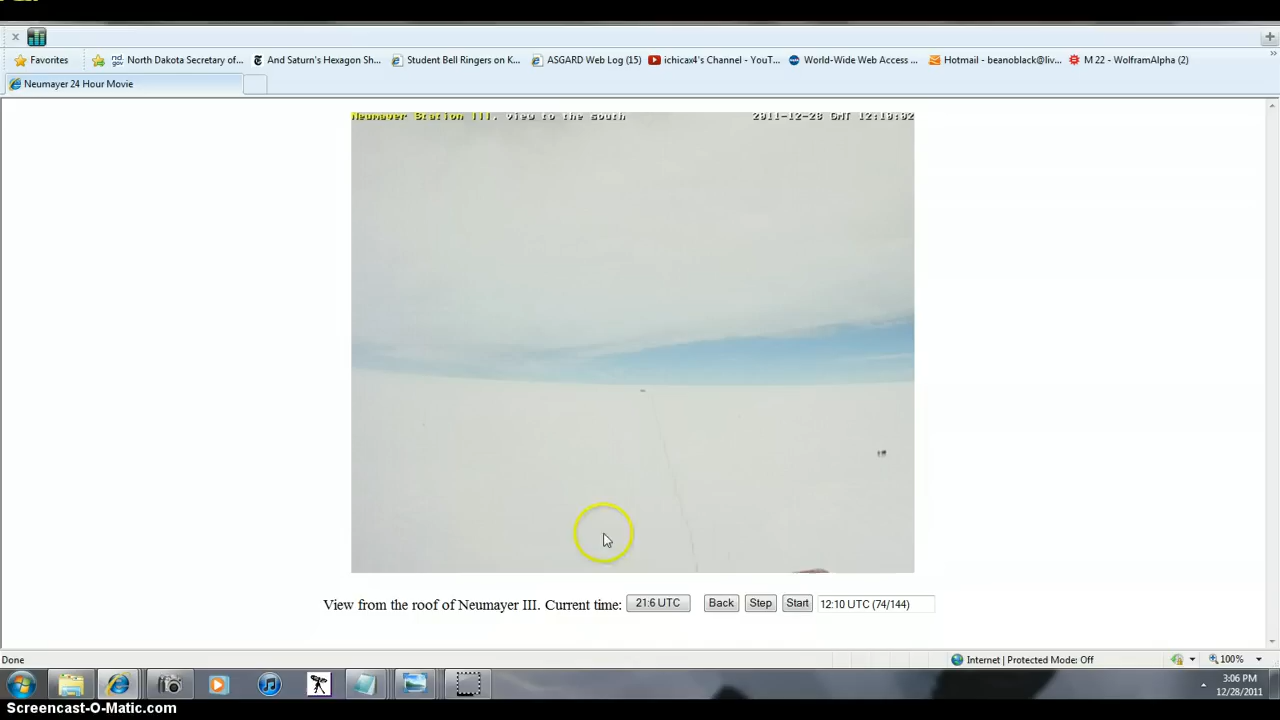 Favorites
nd.gov North Dakota Secretary of...
And Saturn's Hexagon Sh...
Student Bell Ringers on K...
ASGARD Web Log (15)
ichicax4's Channel - YouT...
World-Wide Web Access ...
Hotmail - beanoblack@liv...
M 22 - WolframAlpha (2)
Neumayer 24 Hour Movie
Neumayer Station III. view to the south
2011-12-28 GMT 12:10:02
View from the roof of Neumayer III. Current time: 21:6 UTC Back Step Start 12:10 UTC (74/144)
Done
Internet | Protected Mode: Off
100%
3:06 PM
12/28/2011
Screencast-O-Matic.com